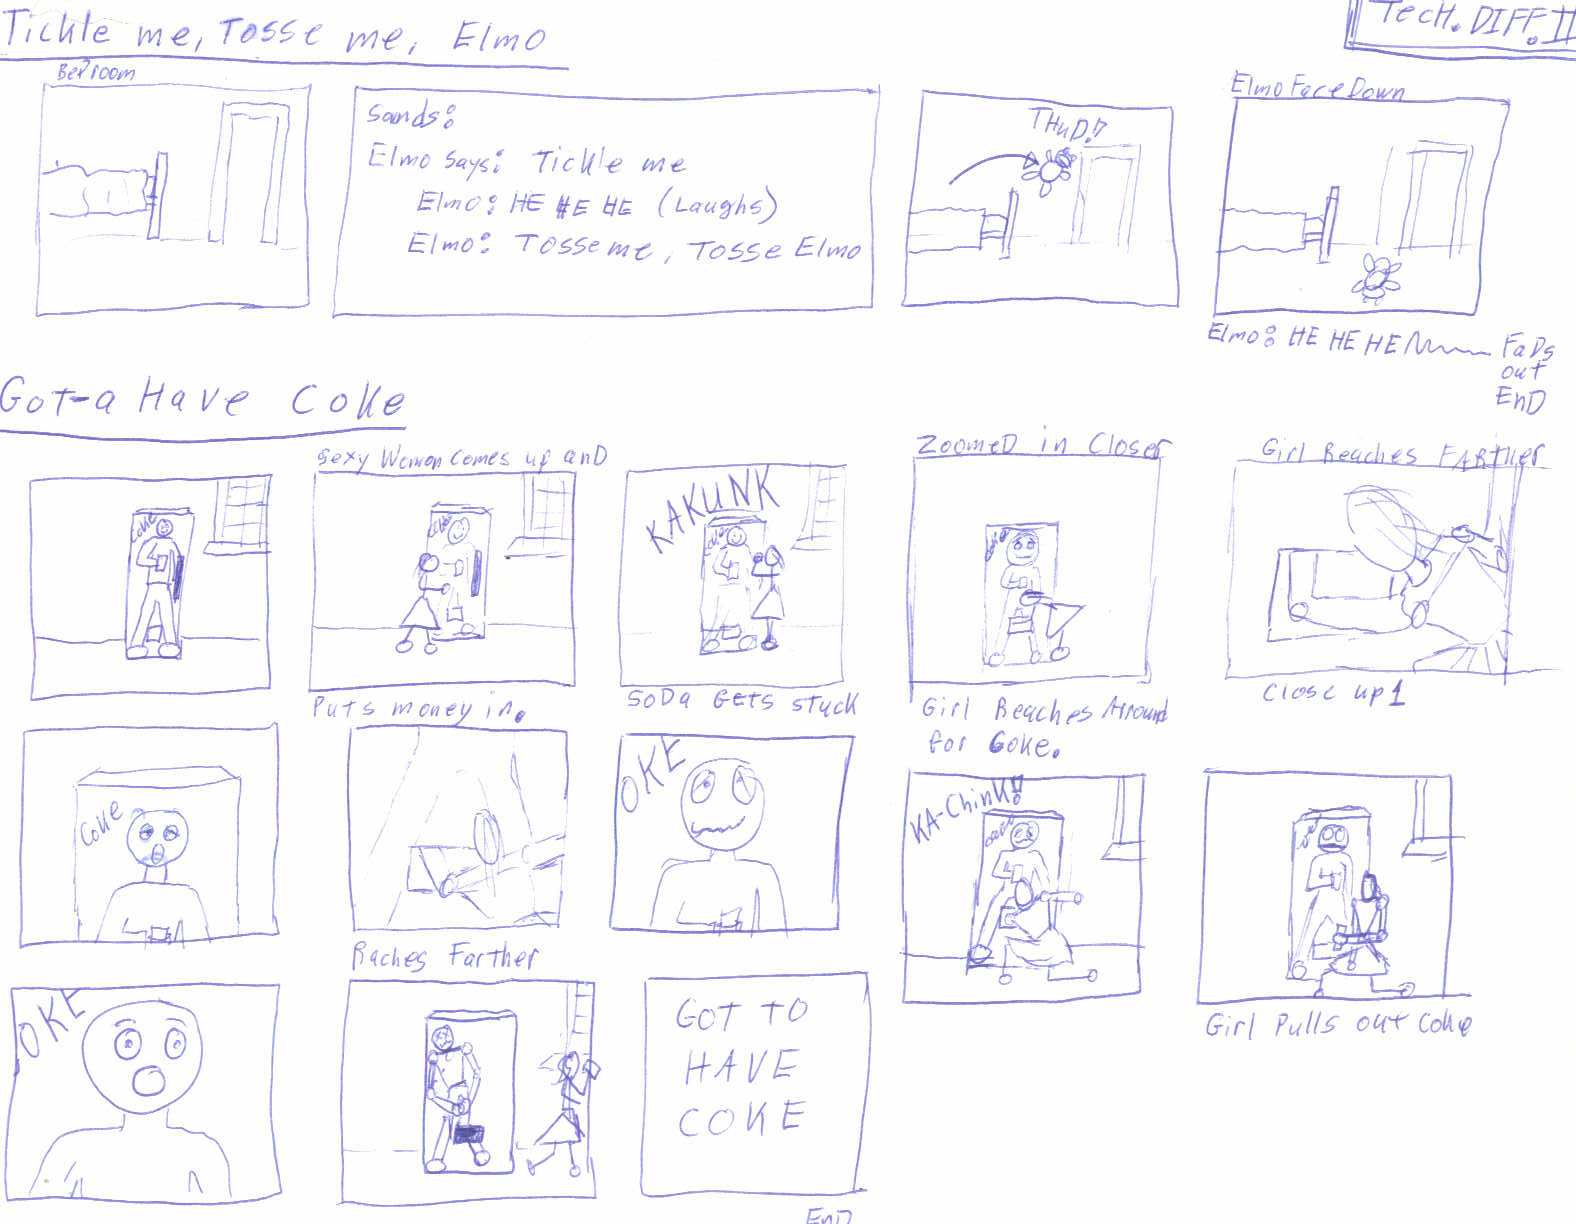 Tickle me, Tosse me, Elmo
TecH. DIFF. II
BeDroom
Sounds:
Elmo says: Tickle me
Elmo: HE HE HE (Laughs)
Elmo: Tosse me, Tosse Elmo
THuD!!
Elmo Face Down
Elmo: HE HE HE
FaDs
out
EnD
Got-a Have Coke
Coke
Sexy Woman comes up anD
Coke
Puts money in.
KAKUNK
Coke
SoDa Gets stuck
ZoomeD in Closer
Coke
Girl Reaches Around
for Coke.
Girl Reaches FARther
Close up 1
Coke
Raches Farther
OKE
KA-ChinK!!
Coke
Girl Pulls out Coke
OKE
GOT TO
HAVE
COKE
EnD